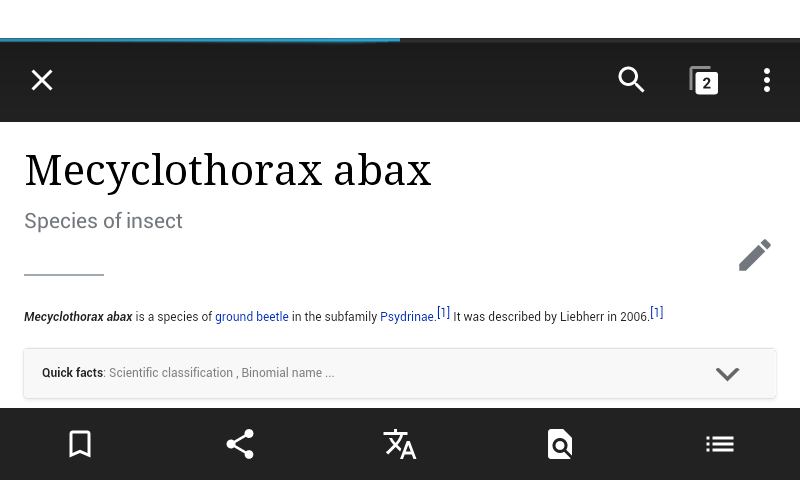 2
Mecyclothorax abax
Species of insect
Mecyclothorax abax is a species of ground beetle in the subfamily Psydrinae.[1] It was described by Liebherr in 2006.[1]
Quick facts: Scientific classification , Binomial name ...